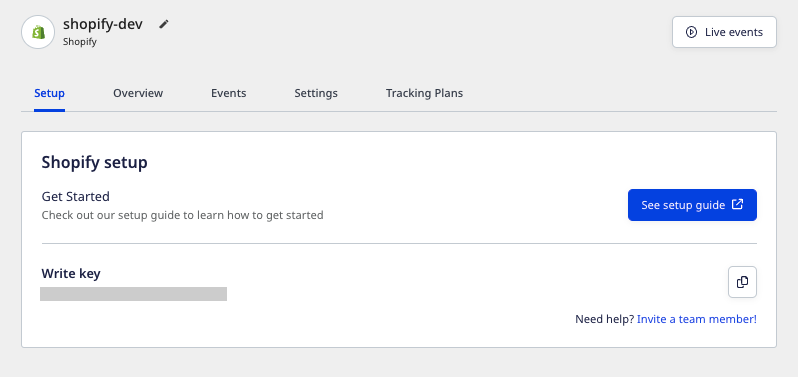 shopify-dev
Shopify
Live events
Setup
Overview
Events
Settings
Tracking Plans
Shopify setup
Get Started
Check out our setup guide to learn how to get started
See setup guide
Write key
Need help? Invite a team member!